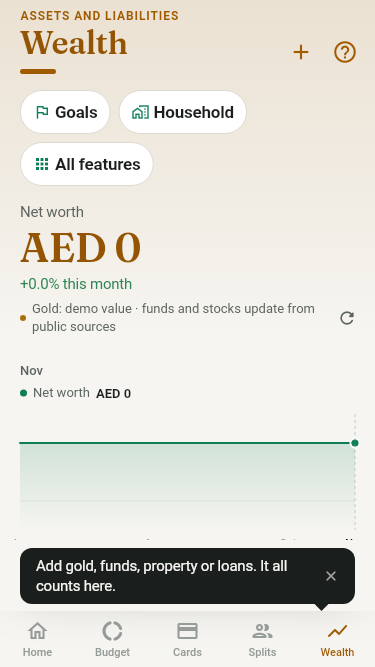 ASSETS AND LIABILITIES
Wealth
Goals
Household
All features
Net worth
AED 0
+0.0% this month
Gold: demo value · funds and stocks update from
public sources
Nov
Net worth AED 0
Add gold, funds, property or loans. It all
counts here.
Home
Budget
Cards
Splits
Wealth